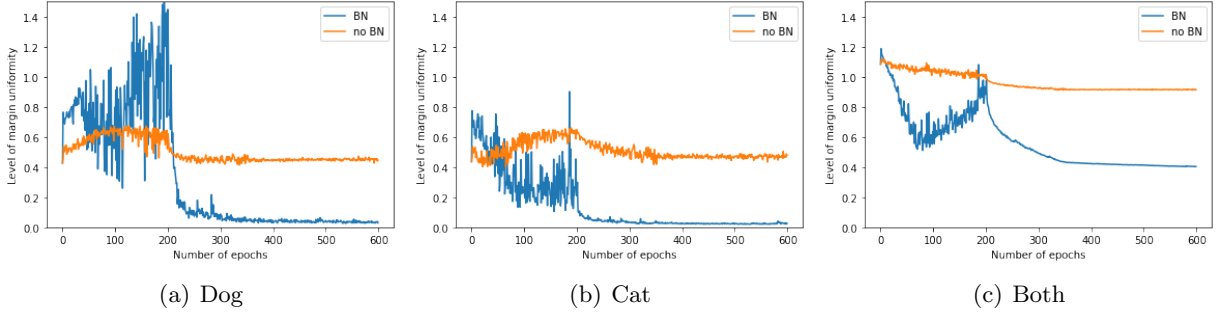 BN
no BN
Level of margin uniformity
1.4
1.2
1.0
0.8
0.6
0.4
0.2
0.0
0 100 200 300 400 500 600
Number of epochs
(a) Dog
BN
no BN
Level of margin uniformity
1.4
1.2
1.0
0.8
0.6
0.4
0.2
0.0
0 100 200 300 400 500 600
Number of epochs
(b) Cat
BN
no BN
Level of margin uniformity
1.4
1.2
1.0
0.8
0.6
0.4
0.2
0.0
0 100 200 300 400 500 600
Number of epochs
(c) Both